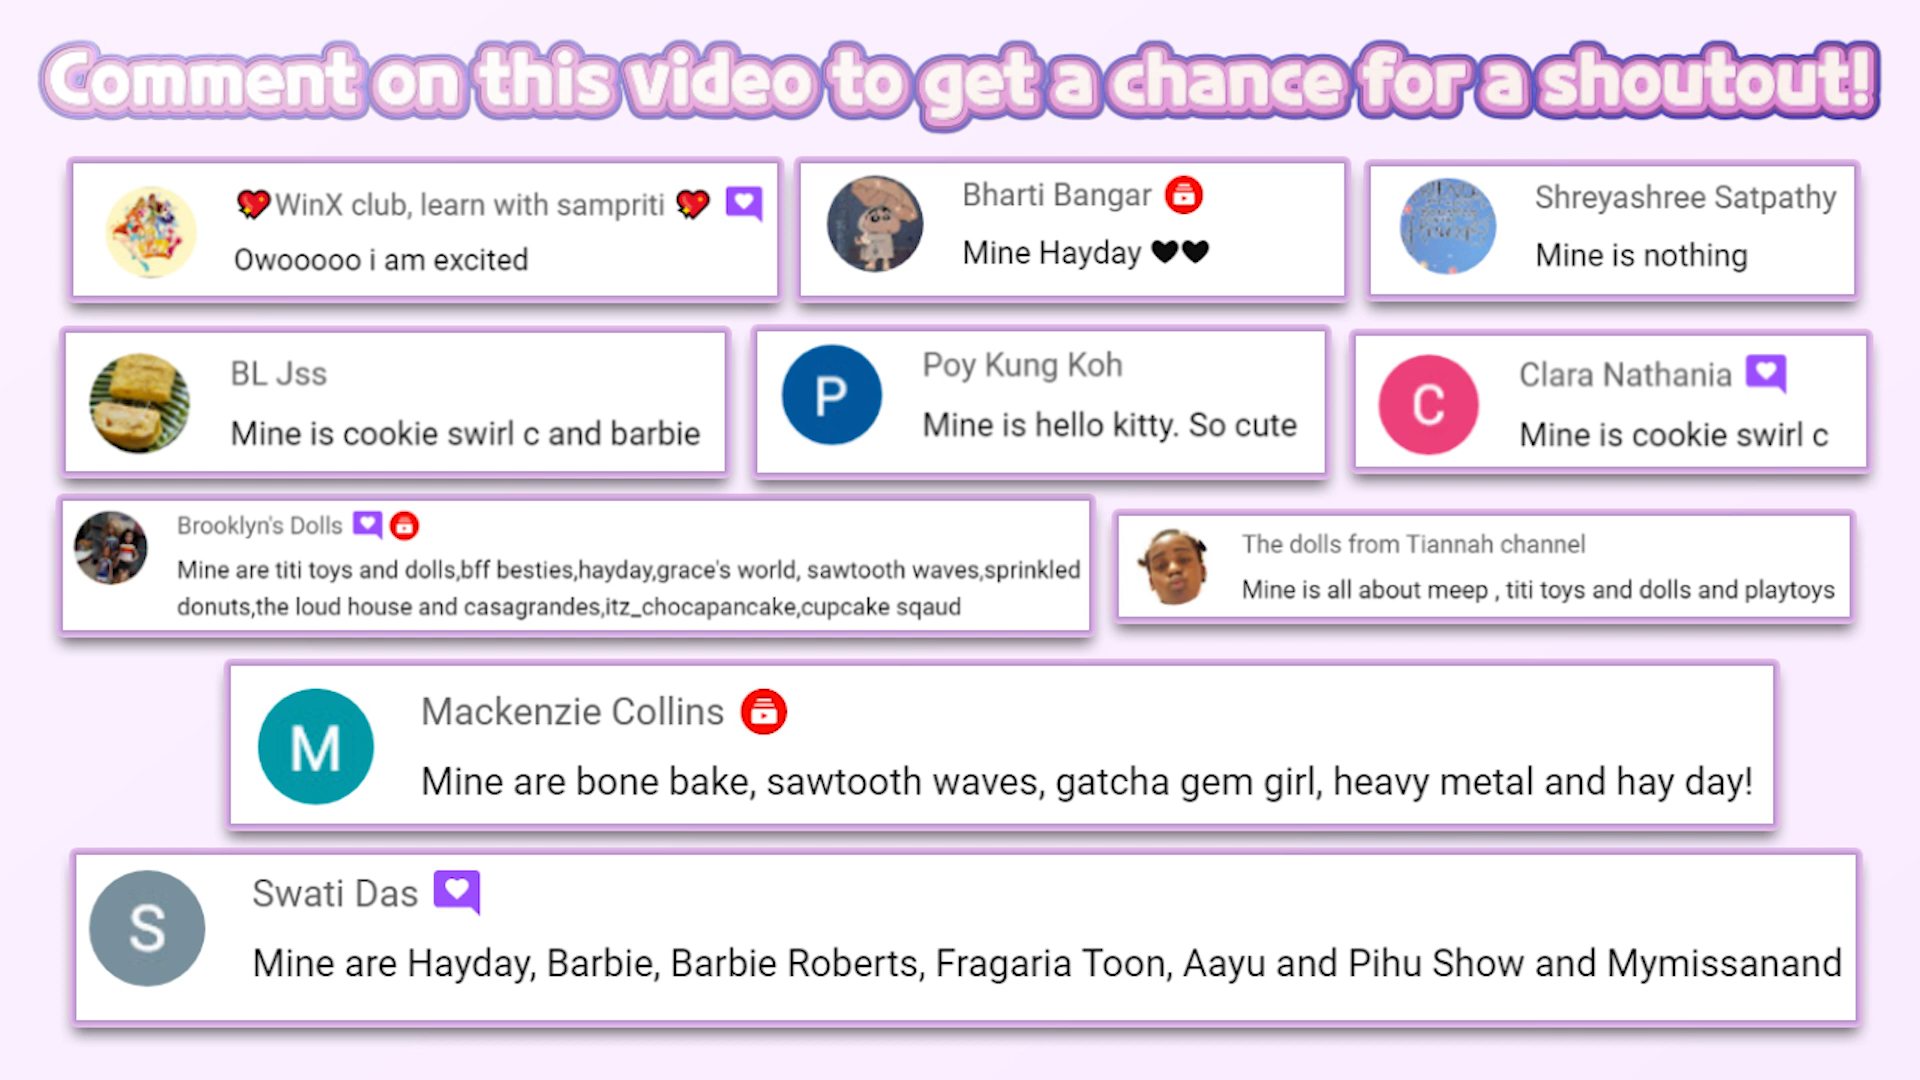 Comment on this video to get a chance for a shoutout!
WinX club, learn with sampriti
Owooooo i am excited
Bharti Bangar
Mine Hayday 🖤🖤
Shreyashree Satpathy
Mine is nothing
BL Jss
Mine is cookie swirl c and barbie
P
Poy Kung Koh
Mine is hello kitty. So cute
C
Clara Nathania
Mine is cookie swirl c
Brooklyn's Dolls
Mine are titi toys and dolls,bff besties,hayday,grace's world, sawtooth waves,sprinkled
donuts,the loud house and casagrandes,itz_chocapancake,cupcake sqaud
The dolls from Tiannah channel
Mine is all about meep , titi toys and dolls and playtoys
M
Mackenzie Collins
Mine are bone bake, sawtooth waves, gatcha gem girl, heavy metal and hay day!
S
Swati Das
Mine are Hayday, Barbie, Barbie Roberts, Fragaria Toon, Aayu and Pihu Show and Mymissanand